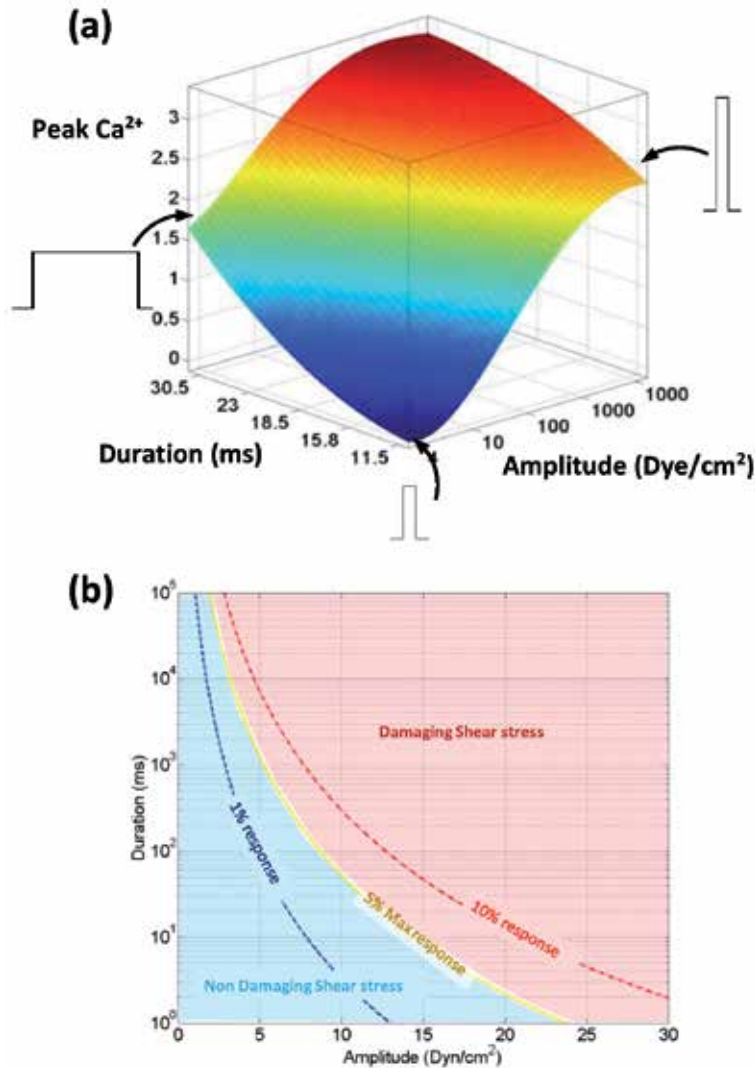 (a)
Peak Ca²⁺
3
2.5
2
1.5
1
0.5
0
30.5
23
18.5
15.8
11.5
10
100
1000
1000
Duration (ms)
Amplitude (Dye/cm²)
(b)
10⁵
10⁴
10³
10²
10¹
10⁰
Duration (ms)
Damaging Shear stress
1% response
5% Max response
10% response
Non Damaging Shear stress
0 5 10 15 20 25 30
Amplitude (Dyn/cm²)